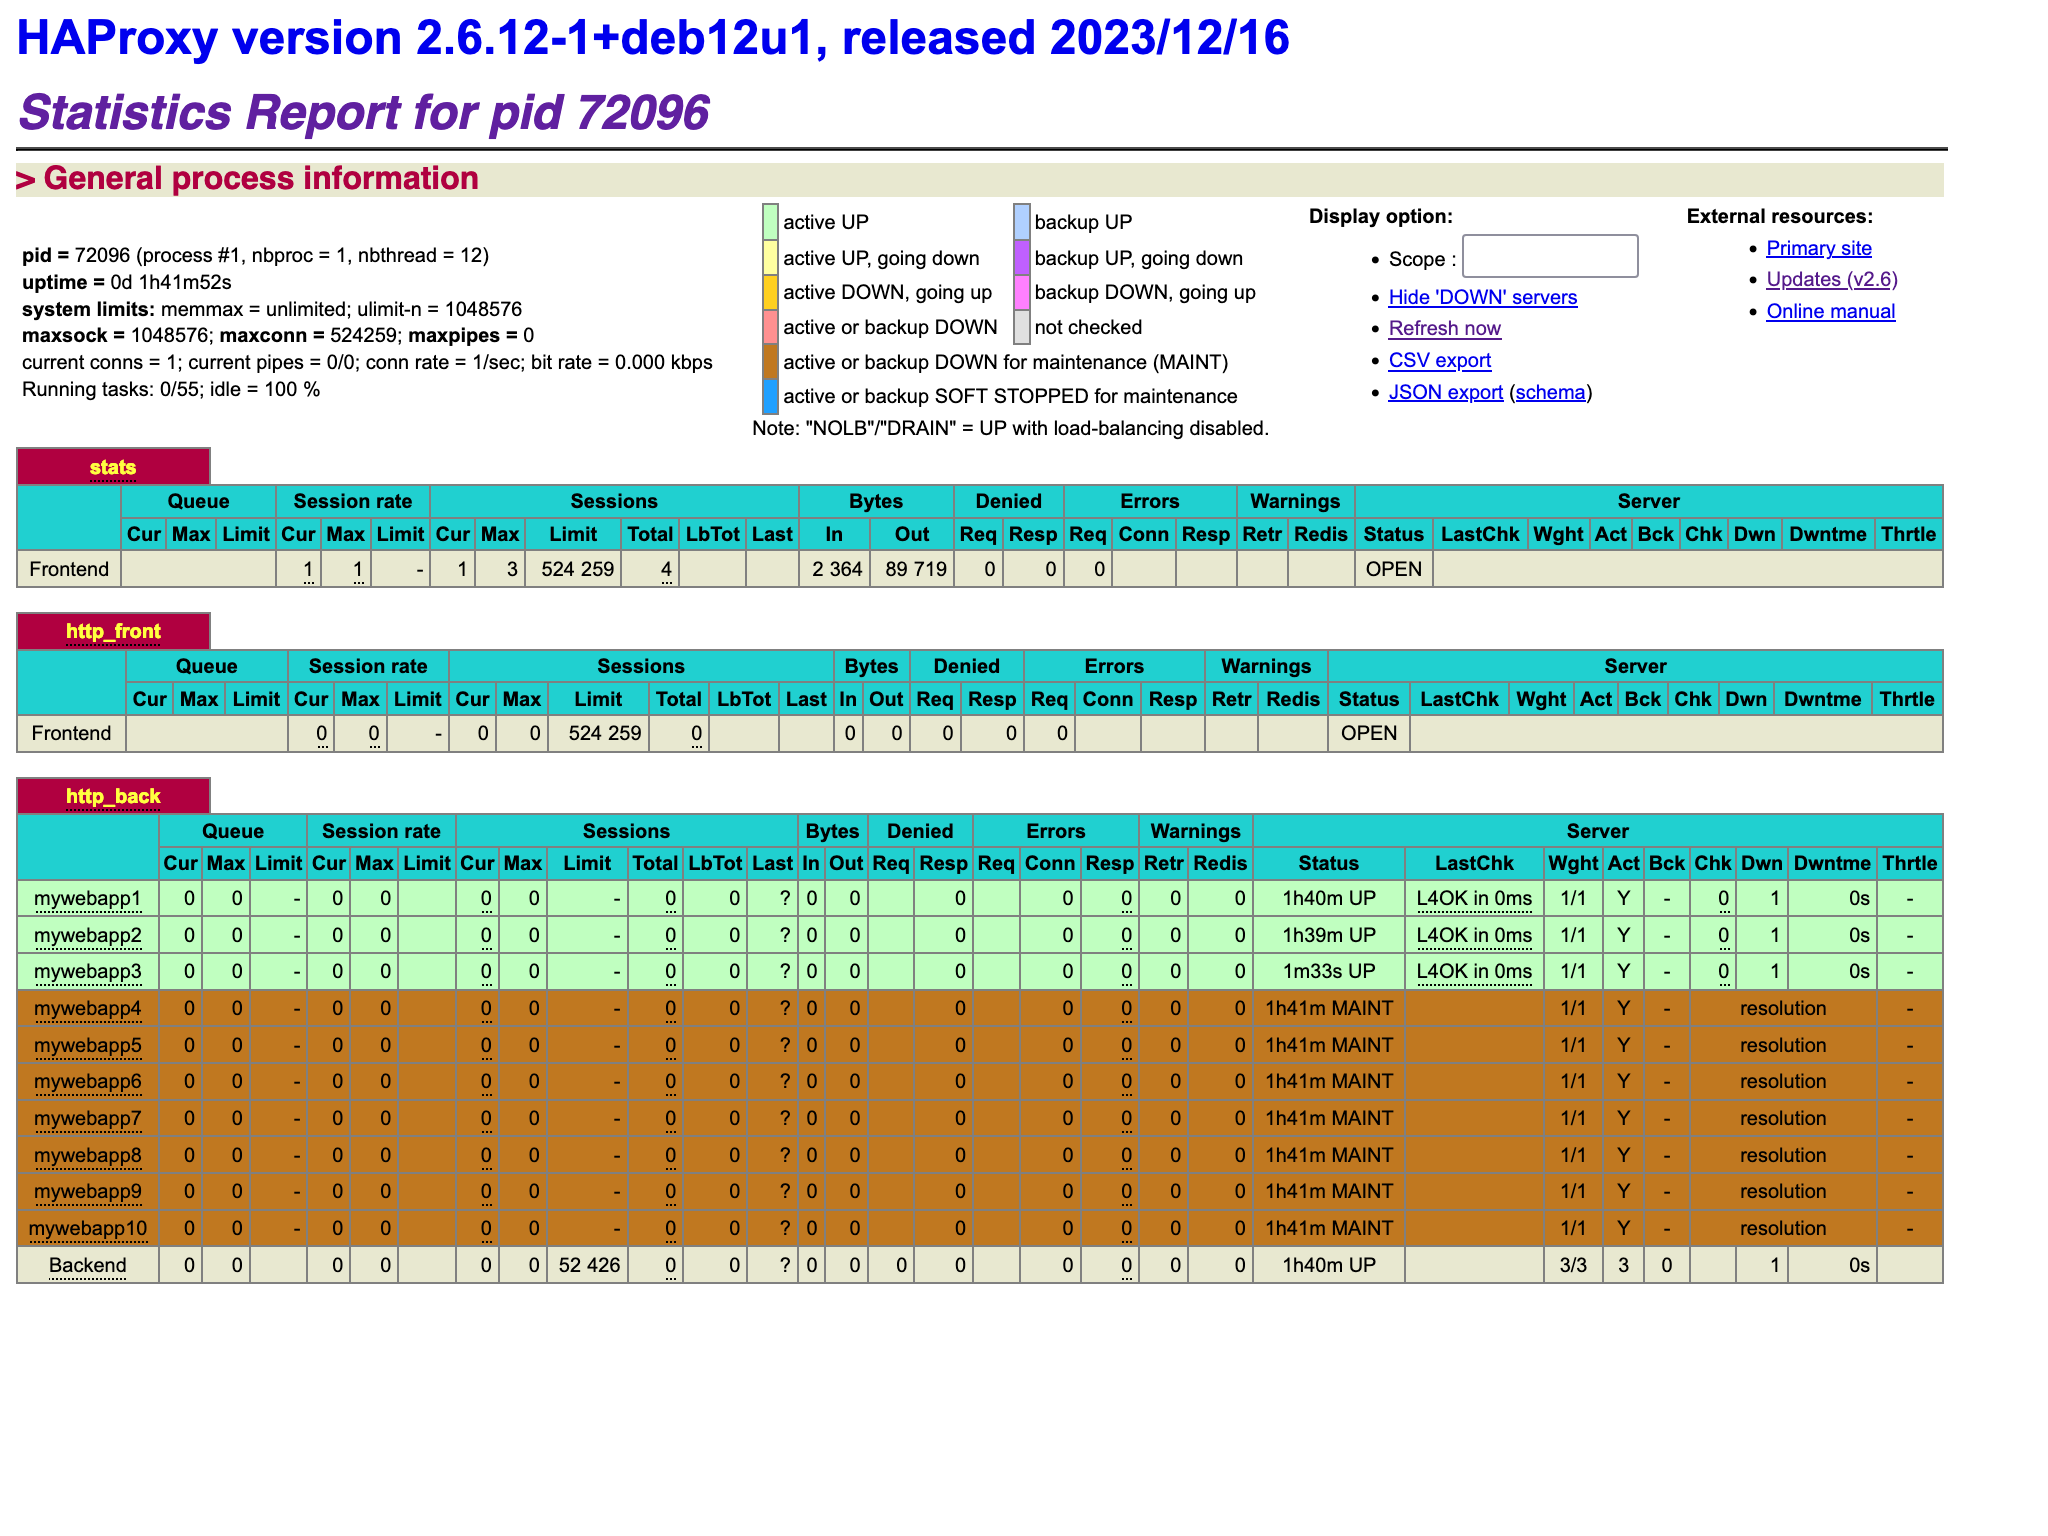 HAProxy version 2.6.12-1+deb12u1, released 2023/12/16
Statistics Report for pid 72096
> General process information
pid = 72096 (process #1, nbproc = 1, nbthread = 12)
uptime = 0d 1h41m52s
system limits: memmax = unlimited; ulimit-n = 1048576
maxsock = 1048576; maxconn = 524259; maxpipes = 0
current conns = 1; current pipes = 0/0; conn rate = 1/sec; bit rate = 0.000 kbps
Running tasks: 0/55; idle = 100 %
active UP backup UP
active UP, going down backup UP, going down
active DOWN, going up backup DOWN, going up
active or backup DOWN not checked
active or backup DOWN for maintenance (MAINT)
active or backup SOFT STOPPED for maintenance
Note: "NOLB"/"DRAIN" = UP with load-balancing disabled.
Display option:
• Scope :
• Hide 'DOWN' servers
• Refresh now
• CSV export
• JSON export (schema)
External resources:
• Primary site
• Updates (v2.6)
• Online manual
stats
Queue Session rate Sessions Bytes Denied Errors Warnings Server
Cur Max Limit Cur Max Limit Cur Max Limit Total LbTot Last In Out Req Resp Req Conn Resp Retr Redis Status LastChk Wght Act Bck Chk Dwn Dwntme Thrtle
Frontend 1 1 - 1 3 524 259 4 2 364 89 719 0 0 0 OPEN
http_front
Queue Session rate Sessions Bytes Denied Errors Warnings Server
Cur Max Limit Cur Max Limit Cur Max Limit Total LbTot Last In Out Req Resp Req Conn Resp Retr Redis Status LastChk Wght Act Bck Chk Dwn Dwntme Thrtle
Frontend 0 0 - 0 0 524 259 0 0 0 0 0 0 OPEN
http_back
Queue Session rate Sessions Bytes Denied Errors Warnings Server
Cur Max Limit Cur Max Limit Cur Max Limit Total LbTot Last In Out Req Resp Req Conn Resp Retr Redis Status LastChk Wght Act Bck Chk Dwn Dwntme Thrtle
mywebapp1 0 0 - 0 0 0 0 - 0 0 ? 0 0 0 0 0 0 0 1h40m UP L4OK in 0ms 1/1 Y - 0 1 0s -
mywebapp2 0 0 - 0 0 0 0 - 0 0 ? 0 0 0 0 0 0 0 1h39m UP L4OK in 0ms 1/1 Y - 0 1 0s -
mywebapp3 0 0 - 0 0 0 0 - 0 0 ? 0 0 0 0 0 0 0 1m33s UP L4OK in 0ms 1/1 Y - 0 1 0s -
mywebapp4 0 0 - 0 0 0 0 - 0 0 ? 0 0 0 0 0 0 0 1h41m MAINT 1/1 Y - resolution -
mywebapp5 0 0 - 0 0 0 0 - 0 0 ? 0 0 0 0 0 0 0 1h41m MAINT 1/1 Y - resolution -
mywebapp6 0 0 - 0 0 0 0 - 0 0 ? 0 0 0 0 0 0 0 1h41m MAINT 1/1 Y - resolution -
mywebapp7 0 0 - 0 0 0 0 - 0 0 ? 0 0 0 0 0 0 0 1h41m MAINT 1/1 Y - resolution -
mywebapp8 0 0 - 0 0 0 0 - 0 0 ? 0 0 0 0 0 0 0 1h41m MAINT 1/1 Y - resolution -
mywebapp9 0 0 - 0 0 0 0 - 0 0 ? 0 0 0 0 0 0 0 1h41m MAINT 1/1 Y - resolution -
mywebapp10 0 0 - 0 0 0 0 - 0 0 ? 0 0 0 0 0 0 0 1h41m MAINT 1/1 Y - resolution -
Backend 0 0 0 0 0 0 52 426 0 0 ? 0 0 0 0 0 0 0 0 1h40m UP 3/3 3 0 1 0s